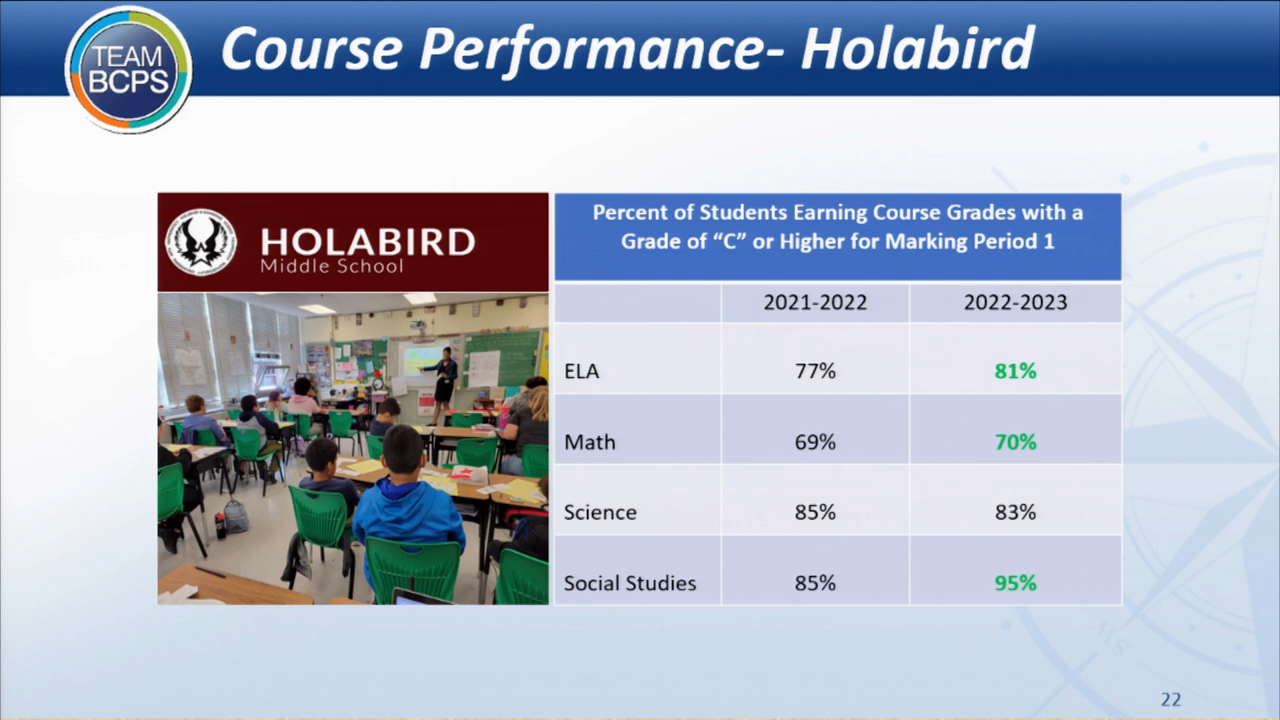 TEAM
BCPS
Course Performance- Holabird
HOLABIRD
Middle School
Percent of Students Earning Course Grades with a
Grade of “C” or Higher for Marking Period 1
2021-2022 2022-2023
ELA 77% 81%
Math 69% 70%
Science 85% 83%
Social Studies 85% 95%
22